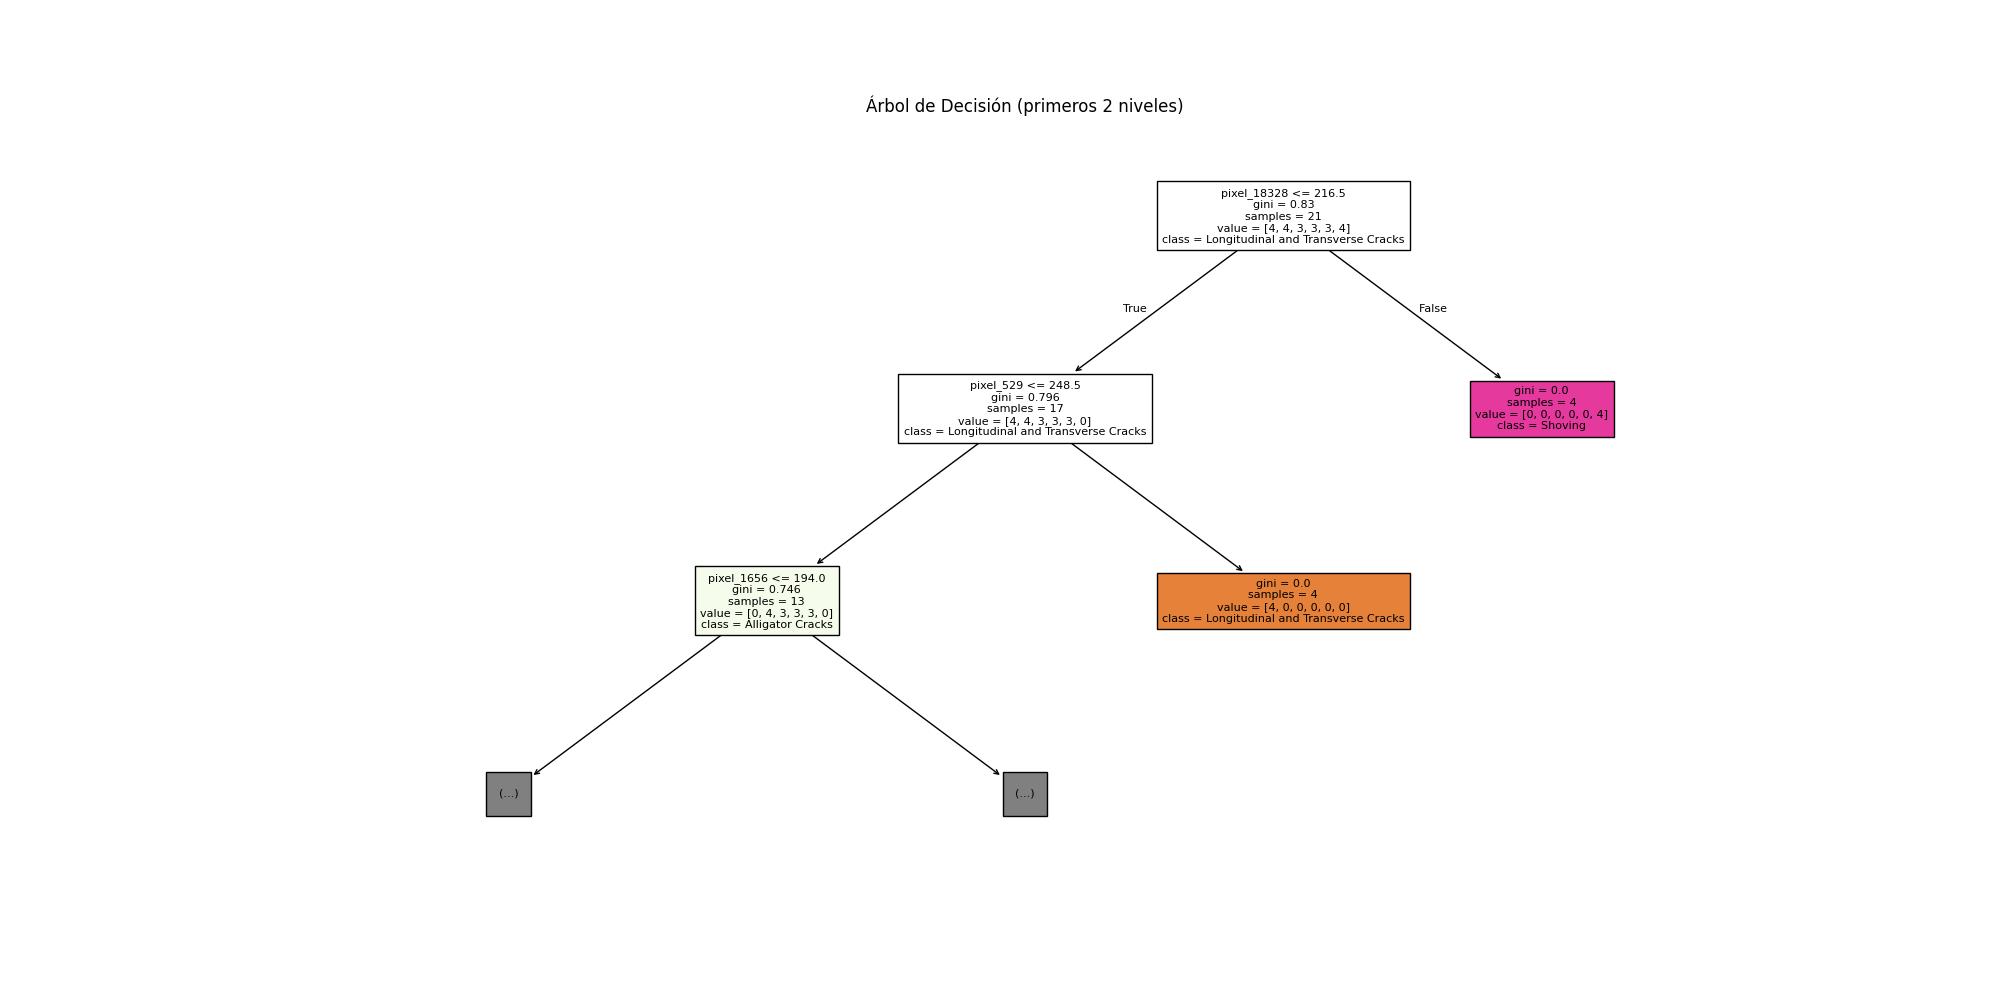 Árbol de Decisión (primeros 2 niveles)
pixel_18328 <= 216.5
gini = 0.83
samples = 21
value = [4, 4, 3, 3, 3, 4]
class = Longitudinal and Transverse Cracks
True
False
pixel_529 <= 248.5
gini = 0.796
samples = 17
value = [4, 4, 3, 3, 3, 0]
class = Longitudinal and Transverse Cracks
gini = 0.0
samples = 4
value = [0, 0, 0, 0, 0, 4]
class = Shoving
pixel_1656 <= 194.0
gini = 0.746
samples = 13
value = [0, 4, 3, 3, 3, 0]
class = Alligator Cracks
gini = 0.0
samples = 4
value = [4, 0, 0, 0, 0, 0]
class = Longitudinal and Transverse Cracks
(...)
(...)